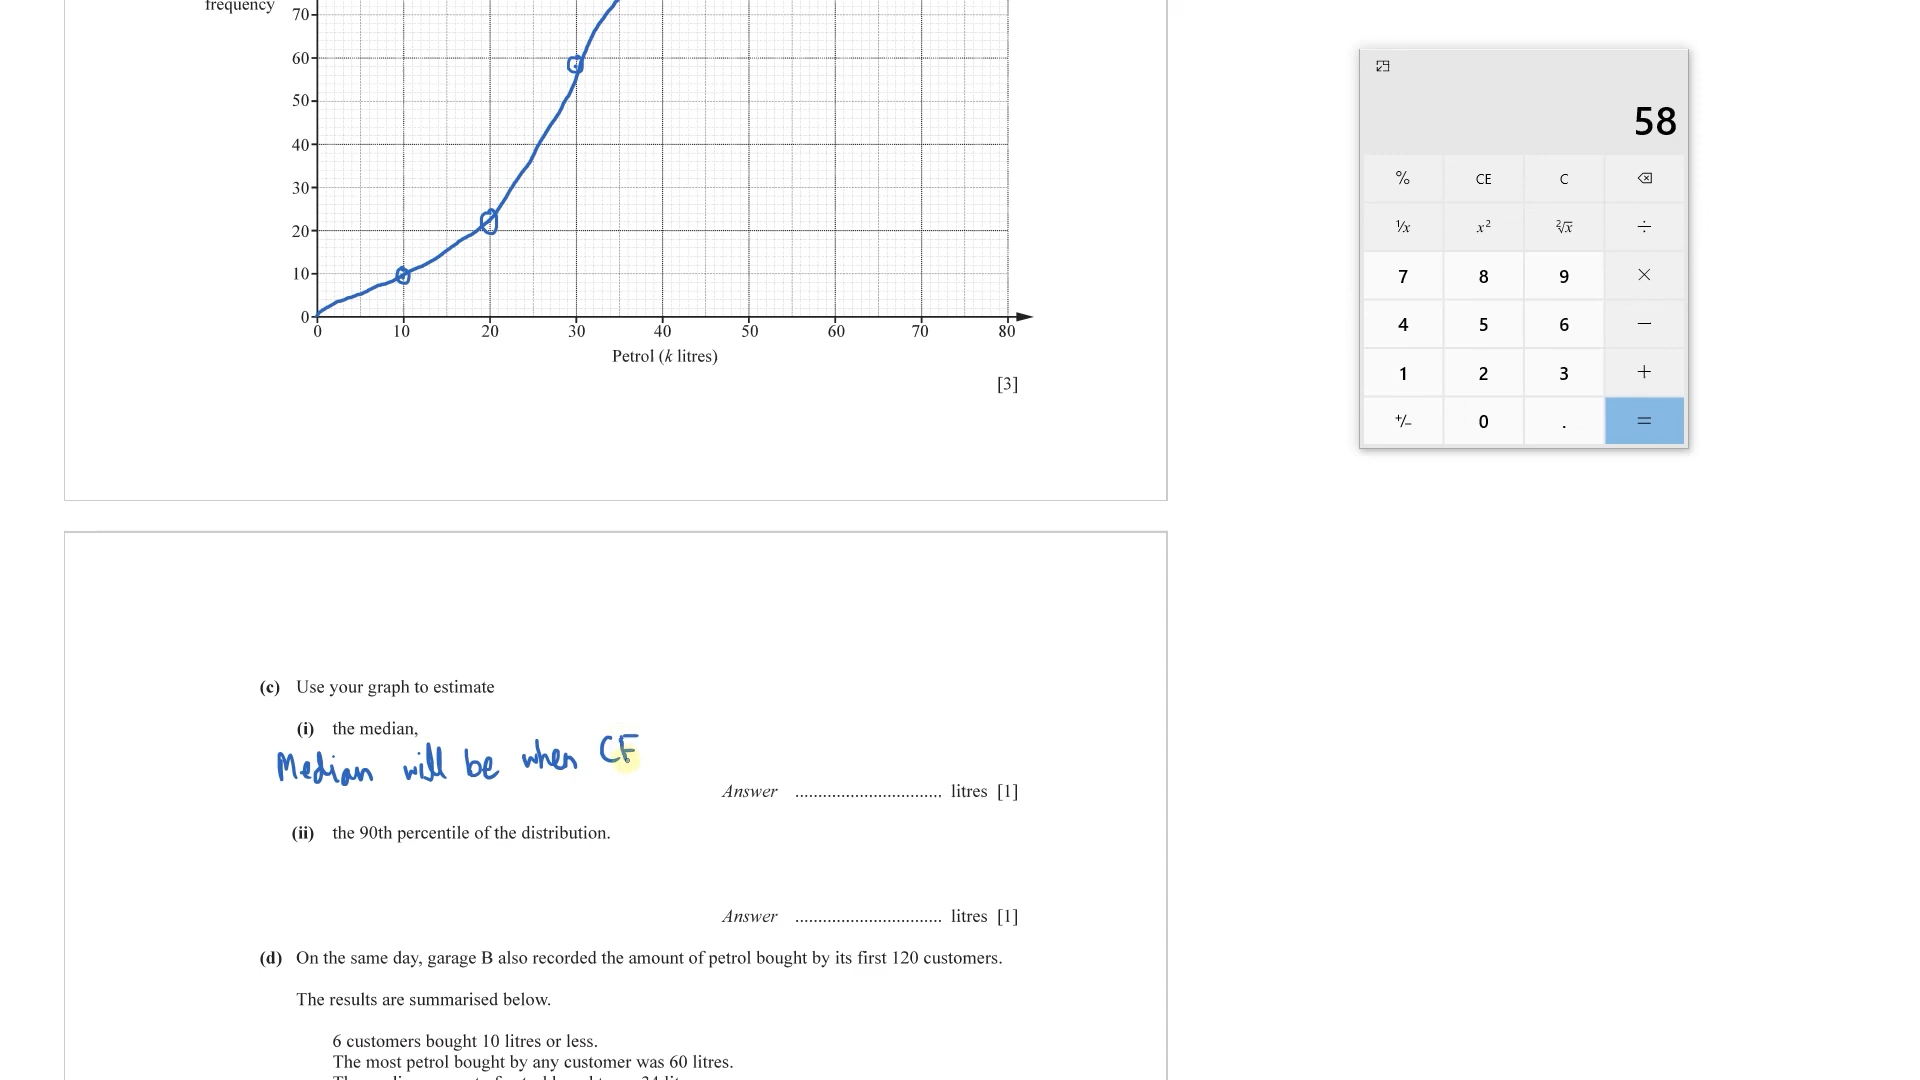 frequency
70
60
50
40
30
20
10
0
0 10 20 30 40 50 60 70 80
Petrol (k litres)
[3]
58
% CE C
¹/x x² ²√x ÷
7 8 9 ×
4 5 6 −
1 2 3 +
+/− 0 . =
(c) Use your graph to estimate
(i) the median,
Median will be when CF
Answer ................................ litres [1]
(ii) the 90th percentile of the distribution.
Answer ................................ litres [1]
(d) On the same day, garage B also recorded the amount of petrol bought by its first 120 customers.
The results are summarised below.
6 customers bought 10 litres or less.
The most petrol bought by any customer was 60 litres.